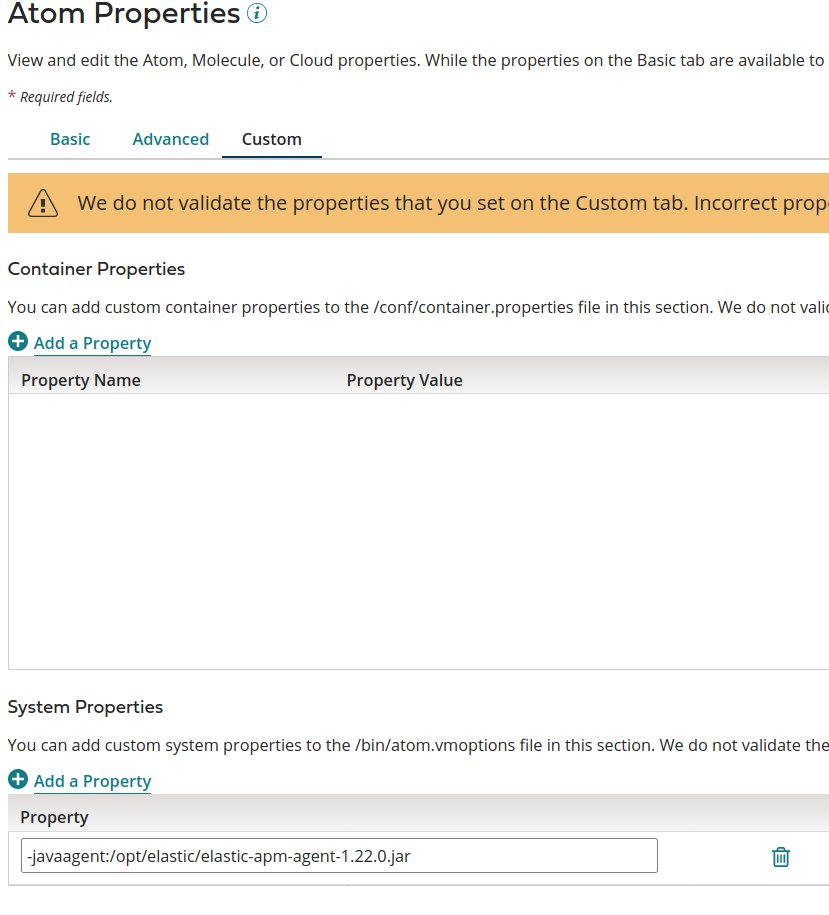 Atom Properties
View and edit the Atom, Molecule, or Cloud properties. While the properties on the Basic tab are available to
* Required fields.
Basic Advanced Custom
We do not validate the properties that you set on the Custom tab. Incorrect prop
Container Properties
You can add custom container properties to the /conf/container.properties file in this section. We do not valid
Add a Property
Property Name Property Value
System Properties
You can add custom system properties to the /bin/atom.vmoptions file in this section. We do not validate the
Add a Property
Property
-javaagent:/opt/elastic/elastic-apm-agent-1.22.0.jar